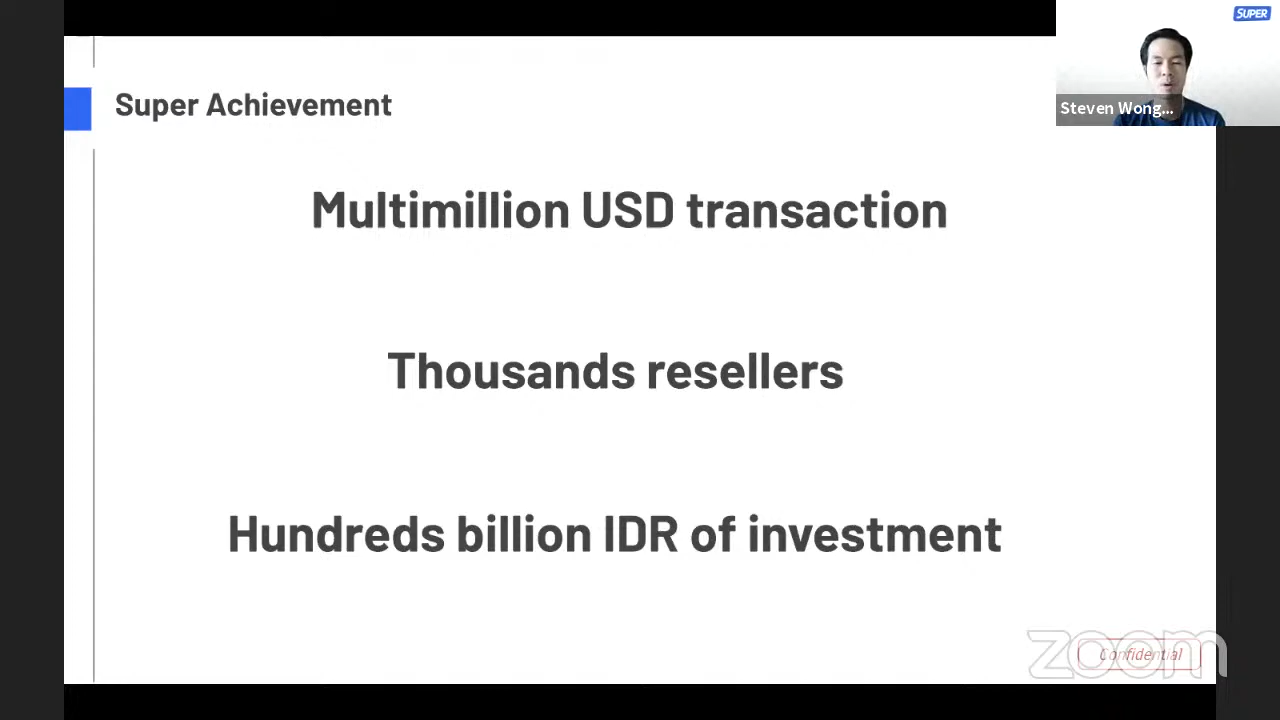 SUPER
Steven Wong...
Super Achievement
Multimillion USD transaction
Thousands resellers
Hundreds billion IDR of investment
Confidential
zoom